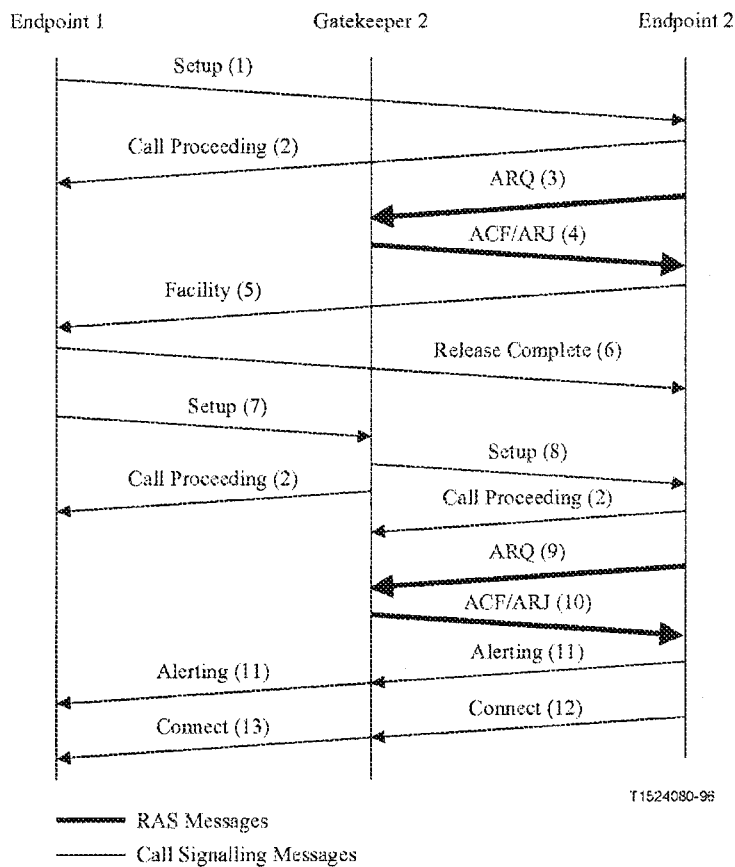 Endpoint 1 Gatekeeper 2 Endpoint 2
Setup (1)
Call Proceeding (2)
ARQ (3)
ACF/ARJ (4)
Facility (5)
Release Complete (6)
Setup (7)
Setup (8)
Call Proceeding (2)
Call Proceeding (2)
ARQ (9)
ACF/ARJ (10)
Alerting (11)
Alerting (11)
Connect (12)
Connect (13)
T1524080-96
RAS Messages
Call Signalling Messages